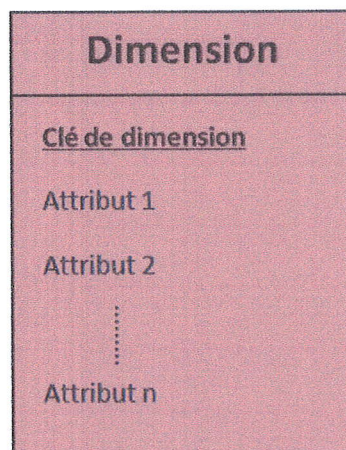 Dimension
Clé de dimension
Attribut 1
Attribut 2
Attribut n